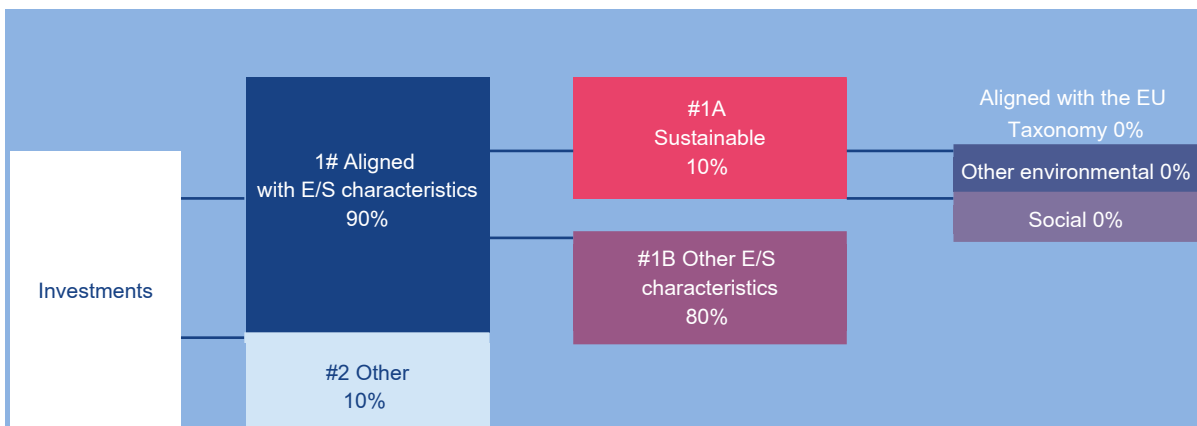 Investments
1# Aligned
with E/S characteristics
90%
#2 Other
10%
#1A
Sustainable
10%
#1B Other E/S
characteristics
80%
Aligned with the EU
Taxonomy 0%
Other environmental 0%
Social 0%